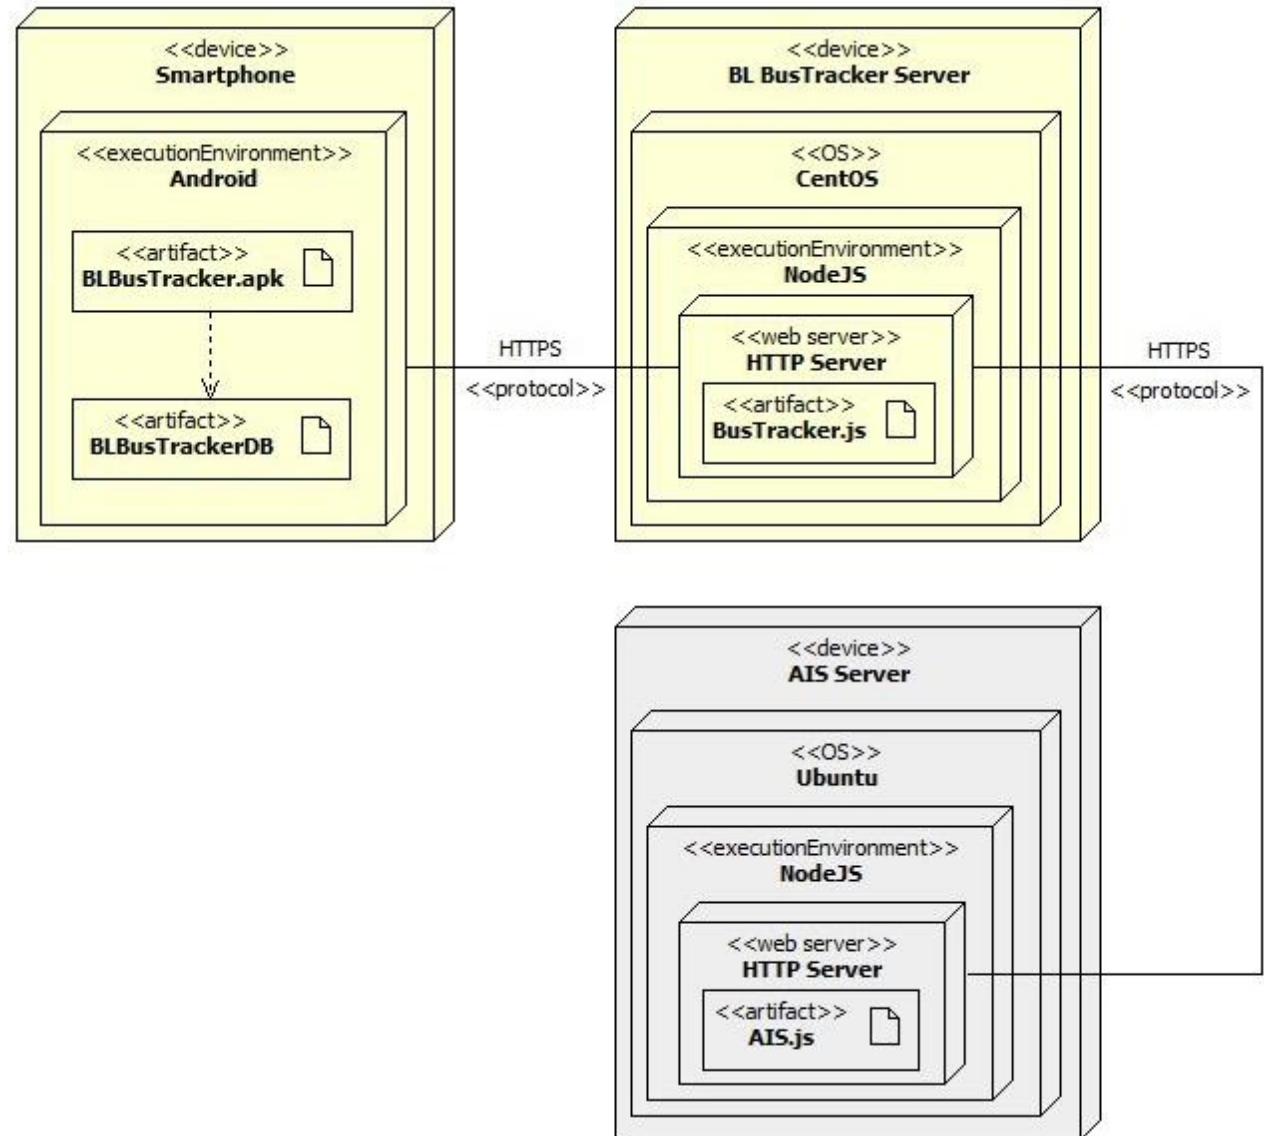 <<device>>
Smartphone
<<executionEnvironment>>
Android
<<artifact>>
BLBusTracker.apk
<<artifact>>
BLBusTrackerDB
HTTPS
<<protocol>>
<<device>>
BL BusTracker Server
<<OS>>
CentOS
<<executionEnvironment>>
NodeJS
<<web server>>
HTTP Server
<<artifact>>
BusTracker.js
HTTPS
<<protocol>>
<<device>>
AIS Server
<<OS>>
Ubuntu
<<executionEnvironment>>
NodeJS
<<web server>>
HTTP Server
<<artifact>>
AIS.js